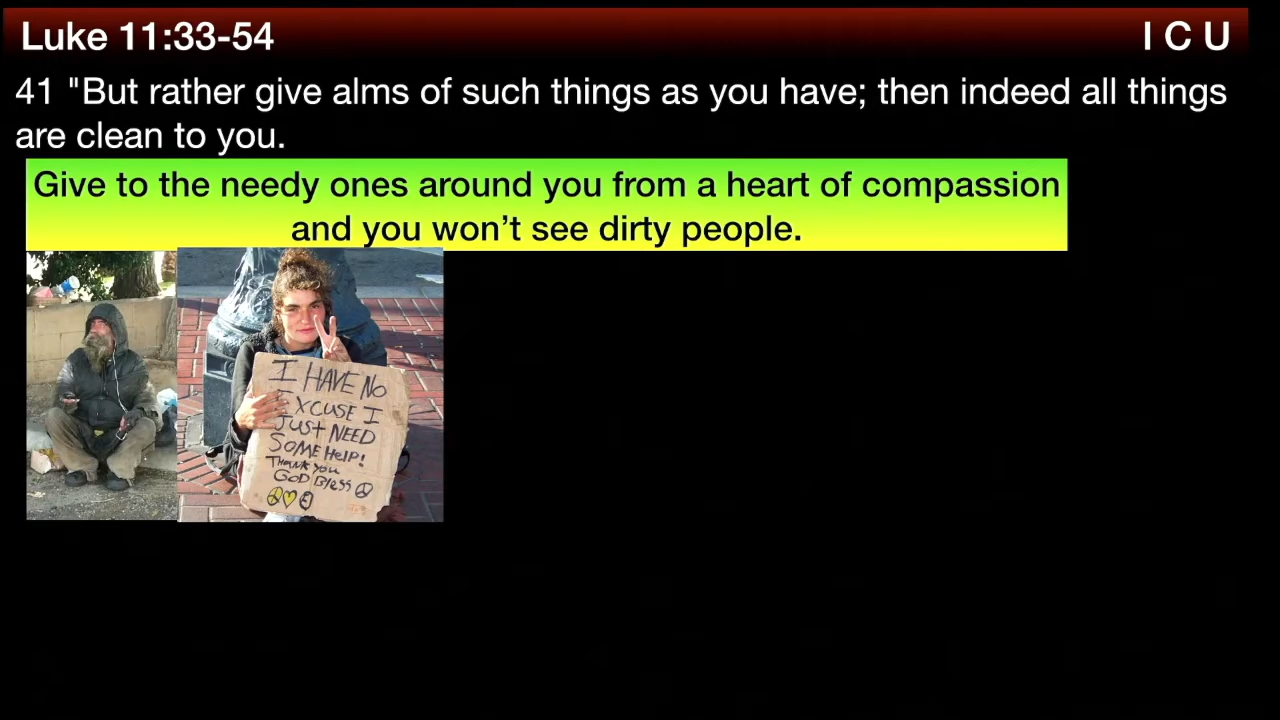 Luke 11:33-54
I C U
41 "But rather give alms of such things as you have; then indeed all things
are clean to you.
Give to the needy ones around you from a heart of compassion
and you won't see dirty people.
I HAVE NO
EXCUSE I
JUST NEED
SOME HelP!
THANK You
GOD Bless